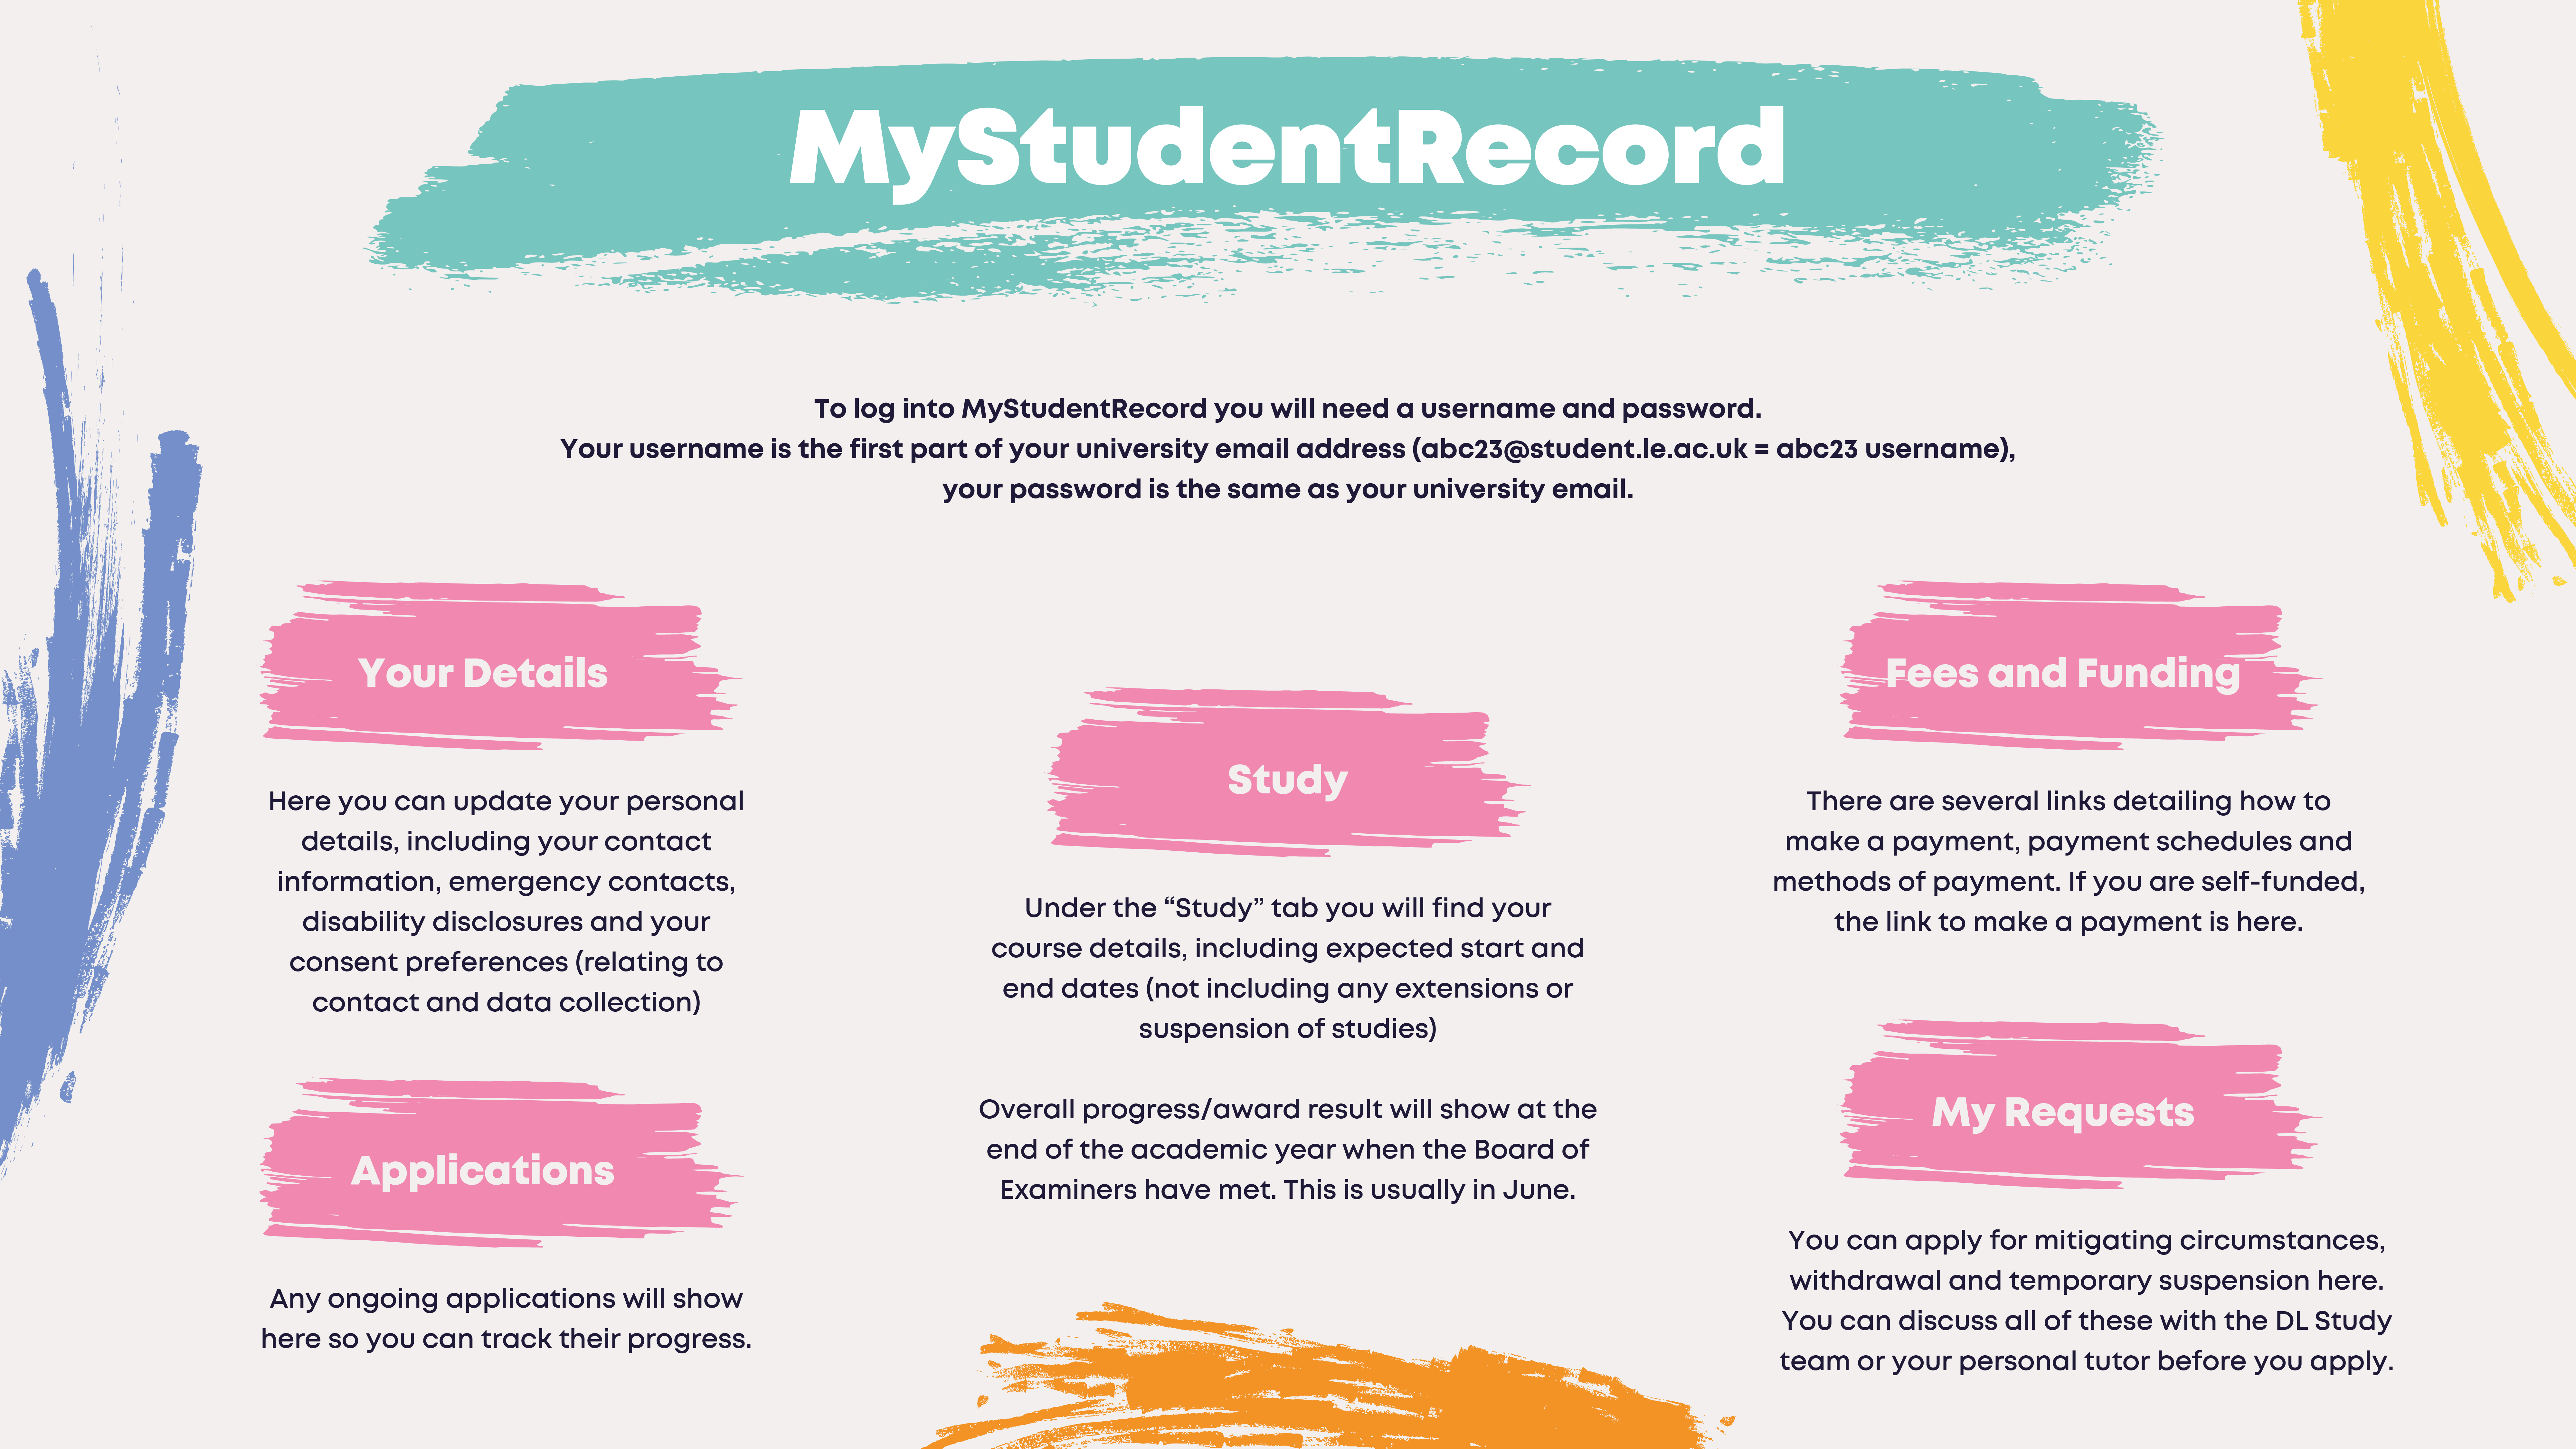 MyStudentRecord
To log into MyStudentRecord you will need a username and password.
Your username is the first part of your university email address (abc23@student.le.ac.uk = abc23 username),
your password is the same as your university email.
Your Details
Here you can update your personal
details, including your contact
information, emergency contacts,
disability disclosures and your
consent preferences (relating to
contact and data collection)
Applications
Any ongoing applications will show
here so you can track their progress.
Study
Under the “Study” tab you will find your
course details, including expected start and
end dates (not including any extensions or
suspension of studies)
Overall progress/award result will show at the
end of the academic year when the Board of
Examiners have met. This is usually in June.
Fees and Funding
There are several links detailing how to
make a payment, payment schedules and
methods of payment. If you are self-funded,
the link to make a payment is here.
My Requests
You can apply for mitigating circumstances,
withdrawal and temporary suspension here.
You can discuss all of these with the DL Study
team or your personal tutor before you apply.